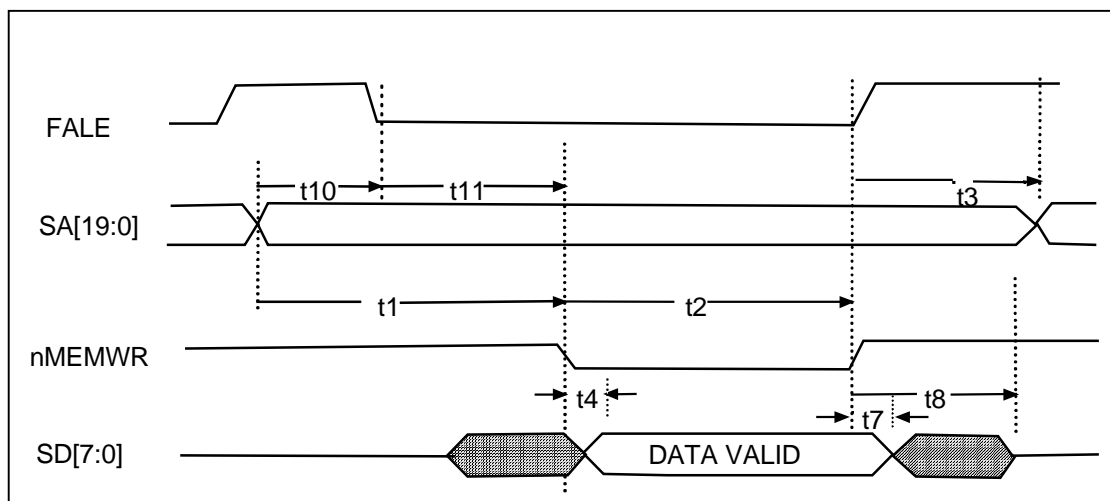 FALE
t10
t11
t3
SA[19:0]
t1
t2
nMEMWR
t4
t8
t7
SD[7:0]
DATA VALID